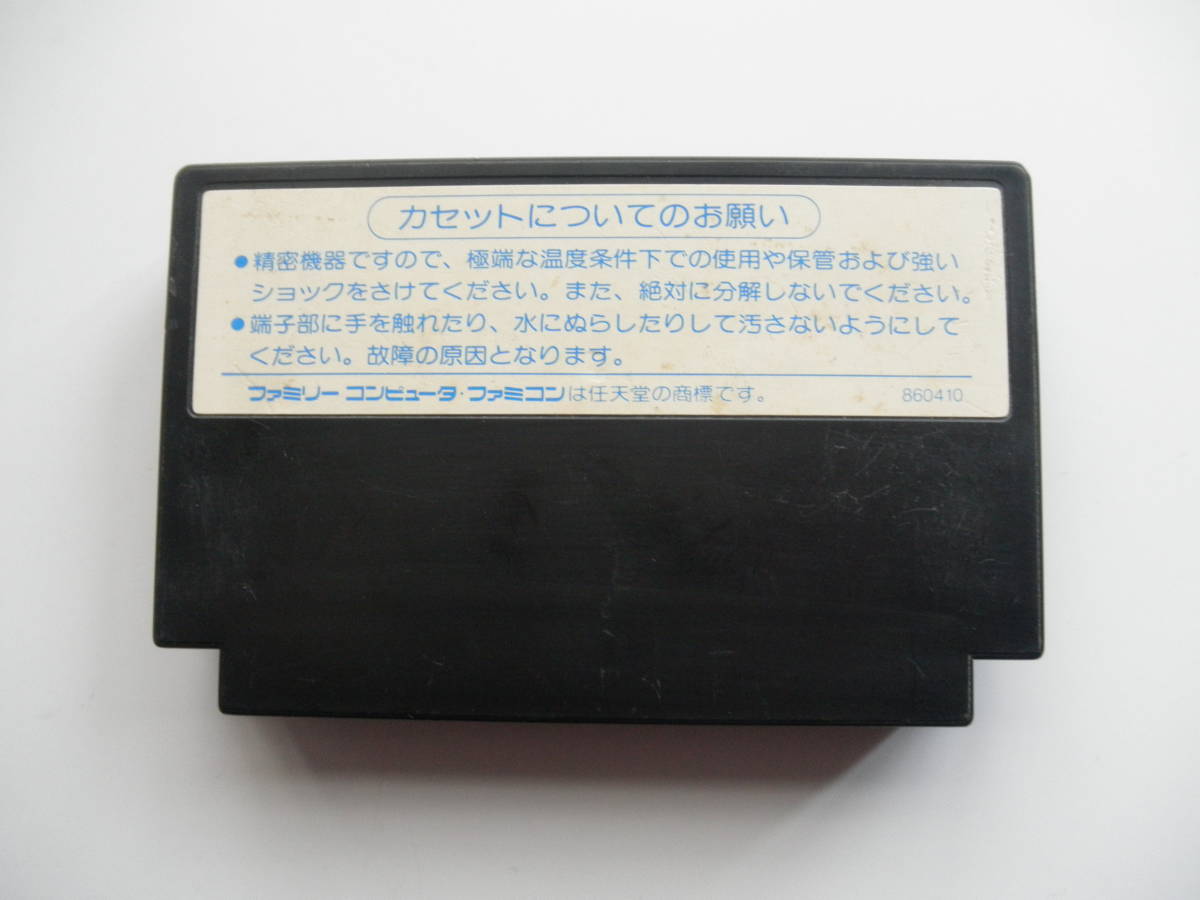 カセットについてのお願い
●精密機器ですので、極端な温度条件下での使用や保管および強い
ショックをさけてください。また、絶対に分解しないでください。
●端子部に手を触れたり、水にぬらしたりして汚さないようにして
ください。故障の原因となります。
ファミリーコンピュータ・ファミコンは任天堂の商標です。 860410